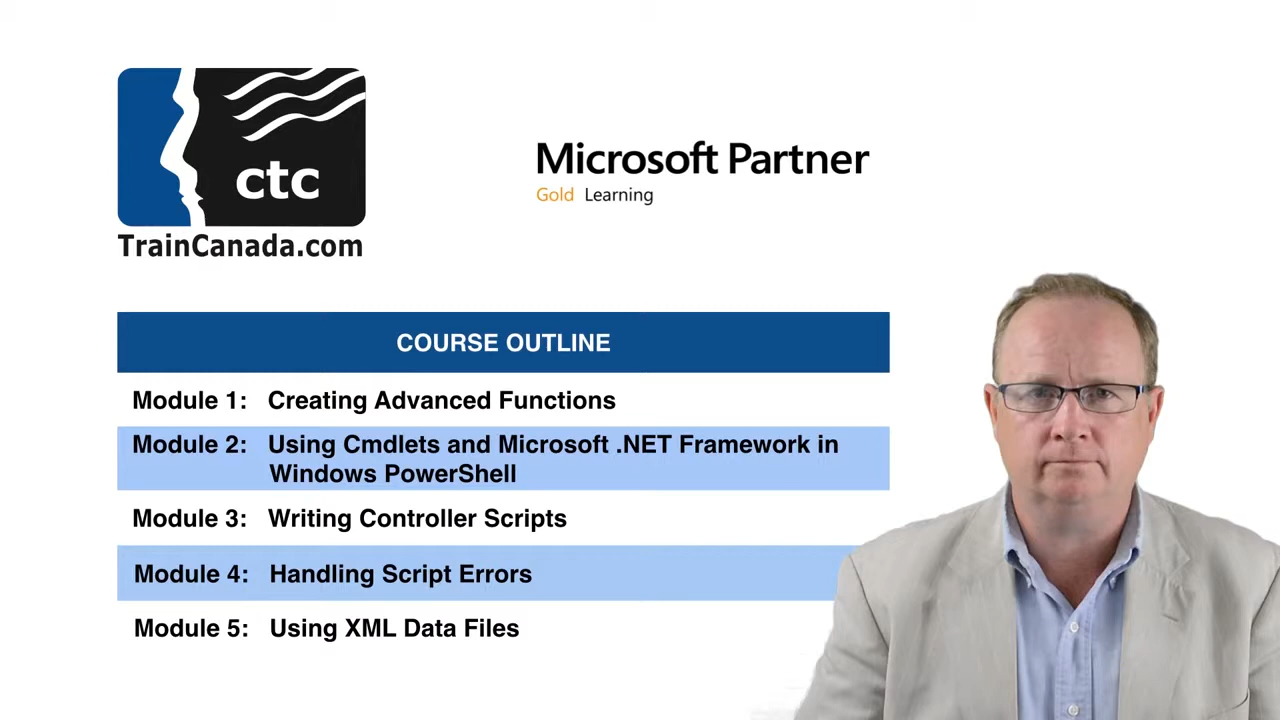 ctc
TrainCanada.com
Microsoft Partner
Gold Learning
COURSE OUTLINE
Module 1: Creating Advanced Functions
Module 2: Using Cmdlets and Microsoft .NET Framework in
Windows PowerShell
Module 3: Writing Controller Scripts
Module 4: Handling Script Errors
Module 5: Using XML Data Files